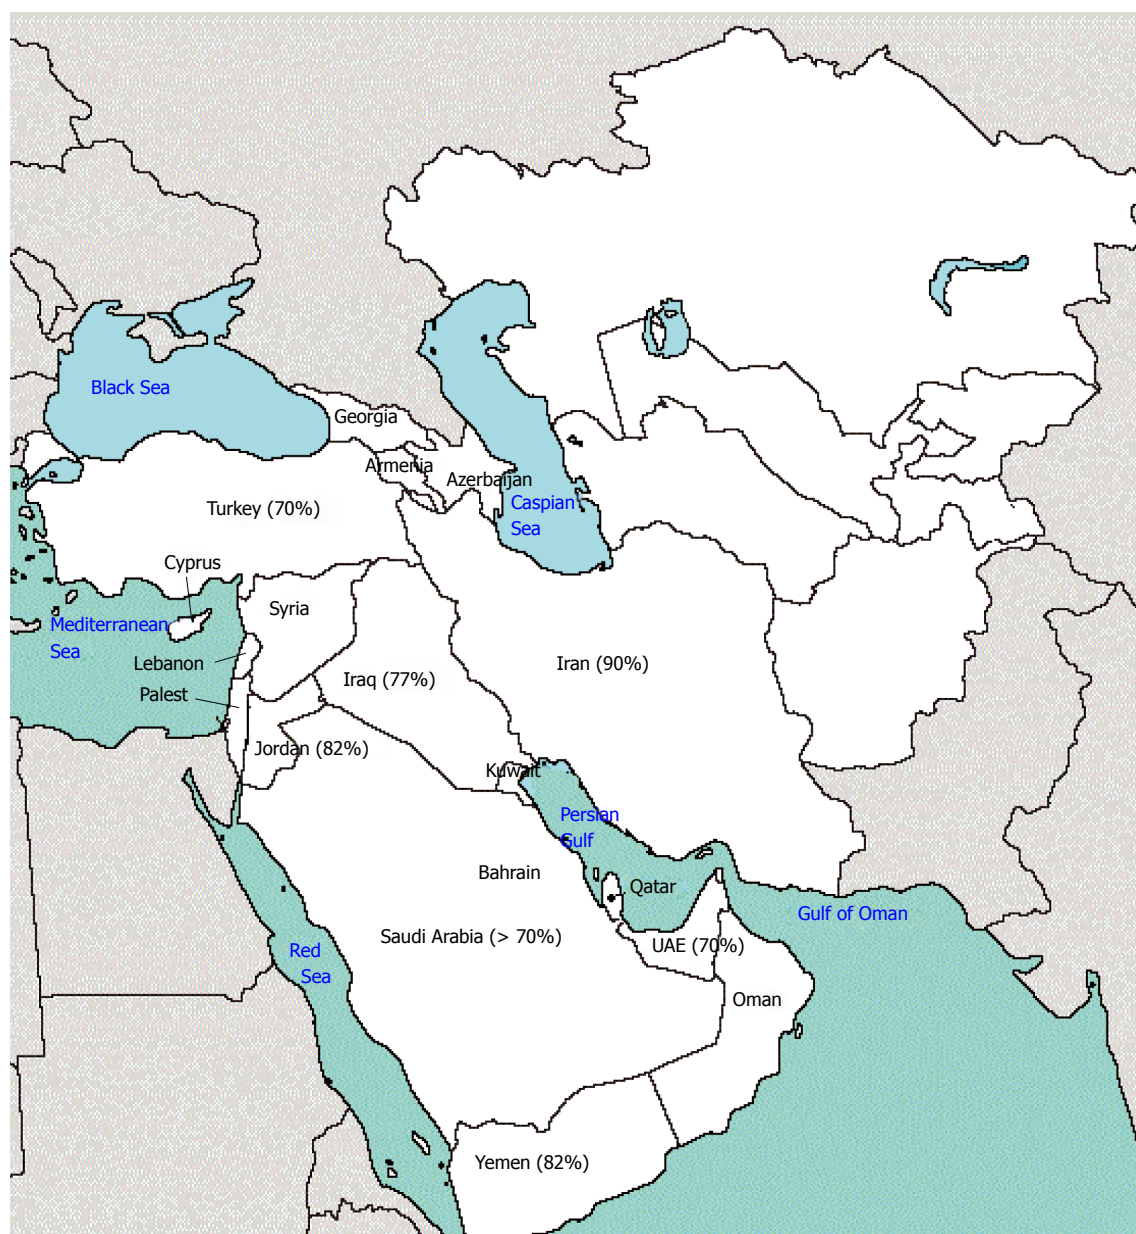 Black Sea
Georgia
Armenia
Azerbaijan
Turkey (70%)
Caspian
Sea
Cyprus
Syria
Mediterranean
Sea
Lebanon
Iran (90%)
Iraq (77%)
Palest
Jordan (82%)
Kuwait
Persian
Gulf
Bahrain
Qatar
Gulf of Oman
Saudi Arabia (> 70%)
UAE (70%)
Red
Sea
Oman
Yemen (82%)